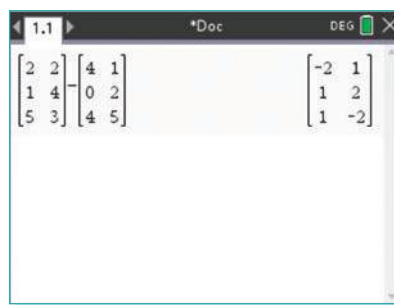 1.1 *Doc DEG
[2 2] [4 1] [-2 1]
[1 4]-[0 2] [1 2]
[5 3] [4 5] [1 -2]